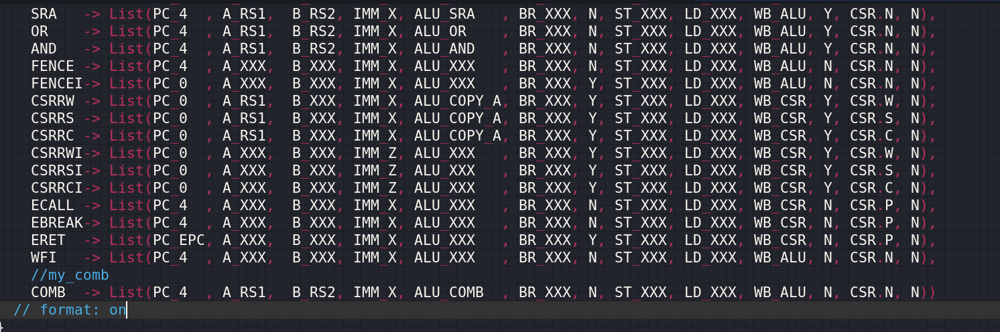 SRA   -> List(PC_4  , A_RS1,  B_RS2, IMM_X, ALU_SRA   , BR_XXX, N, ST_XXX, LD_XXX, WB_ALU, Y, CSR.N, N),
OR    -> List(PC_4  , A_RS1,  B_RS2, IMM_X, ALU_OR    , BR_XXX, N, ST_XXX, LD_XXX, WB_ALU, Y, CSR.N, N),
AND   -> List(PC_4  , A_RS1,  B_RS2, IMM_X, ALU_AND   , BR_XXX, N, ST_XXX, LD_XXX, WB_ALU, Y, CSR.N, N),
FENCE -> List(PC_4  , A_XXX,  B_XXX, IMM_X, ALU_XXX   , BR_XXX, N, ST_XXX, LD_XXX, WB_ALU, N, CSR.N, N),
FENCEI-> List(PC_0  , A_XXX,  B_XXX, IMM_X, ALU_XXX   , BR_XXX, Y, ST_XXX, LD_XXX, WB_ALU, N, CSR.N, N),
CSRRW -> List(PC_0  , A_RS1,  B_XXX, IMM_X, ALU_COPY_A, BR_XXX, Y, ST_XXX, LD_XXX, WB_CSR, Y, CSR.W, N),
CSRRS -> List(PC_0  , A_RS1,  B_XXX, IMM_X, ALU_COPY_A, BR_XXX, Y, ST_XXX, LD_XXX, WB_CSR, Y, CSR.S, N),
CSRRC -> List(PC_0  , A_RS1,  B_XXX, IMM_X, ALU_COPY_A, BR_XXX, Y, ST_XXX, LD_XXX, WB_CSR, Y, CSR.C, N),
CSRRWI-> List(PC_0  , A_XXX,  B_XXX, IMM_Z, ALU_XXX   , BR_XXX, Y, ST_XXX, LD_XXX, WB_CSR, Y, CSR.W, N),
CSRRSI-> List(PC_0  , A_XXX,  B_XXX, IMM_Z, ALU_XXX   , BR_XXX, Y, ST_XXX, LD_XXX, WB_CSR, Y, CSR.S, N),
CSRRCI-> List(PC_0  , A_XXX,  B_XXX, IMM_Z, ALU_XXX   , BR_XXX, Y, ST_XXX, LD_XXX, WB_CSR, Y, CSR.C, N),
ECALL -> List(PC_4  , A_XXX,  B_XXX, IMM_X, ALU_XXX   , BR_XXX, N, ST_XXX, LD_XXX, WB_CSR, N, CSR.P, N),
EBREAK-> List(PC_4  , A_XXX,  B_XXX, IMM_X, ALU_XXX   , BR_XXX, N, ST_XXX, LD_XXX, WB_CSR, N, CSR.P, N),
ERET  -> List(PC_EPC, A_XXX,  B_XXX, IMM_X, ALU_XXX   , BR_XXX, Y, ST_XXX, LD_XXX, WB_CSR, N, CSR.P, N),
WFI   -> List(PC_4  , A_XXX,  B_XXX, IMM_X, ALU_XXX   , BR_XXX, N, ST_XXX, LD_XXX, WB_ALU, N, CSR.N, N),
//my_comb
COMB  -> List(PC_4  , A_RS1,  B_RS2, IMM_X, ALU_COMB  , BR_XXX, N, ST_XXX, LD_XXX, WB_ALU, N, CSR.N, N))
// format: on
}